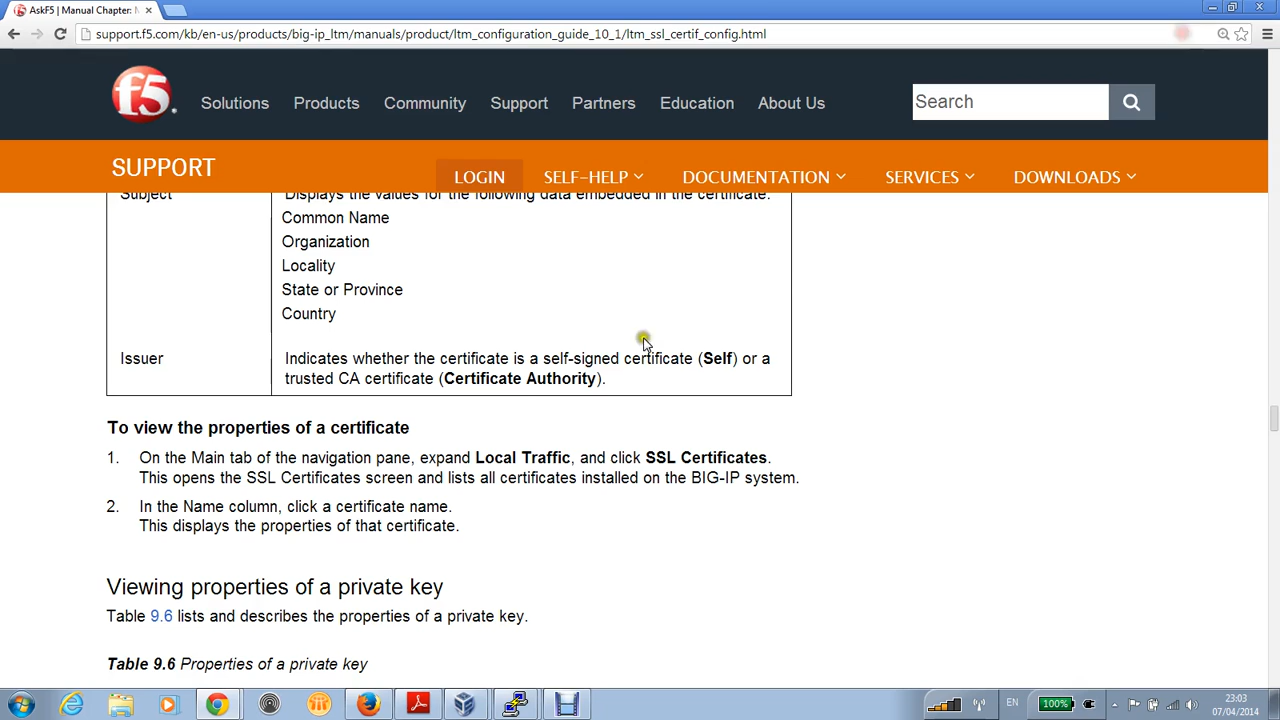 AskF5 | Manual Chapter: M
support.f5.com/kb/en-us/products/big-ip_ltm/manuals/product/ltm_configuration_guide_10_1/ltm_ssl_certif_config.html
f5
Solutions Products Community Support Partners Education About Us
Search
SUPPORT
LOGIN SELF-HELP DOCUMENTATION SERVICES DOWNLOADS
Subject Displays the values for the following data embedded in the certificate:
Common Name
Organization
Locality
State or Province
Country
Issuer Indicates whether the certificate is a self-signed certificate (Self) or a
trusted CA certificate (Certificate Authority).
To view the properties of a certificate
1. On the Main tab of the navigation pane, expand Local Traffic, and click SSL Certificates.
This opens the SSL Certificates screen and lists all certificates installed on the BIG-IP system.
2. In the Name column, click a certificate name.
This displays the properties of that certificate.
Viewing properties of a private key
Table 9.6 lists and describes the properties of a private key.
Table 9.6 Properties of a private key
EN 100% 23:03
07/04/2014